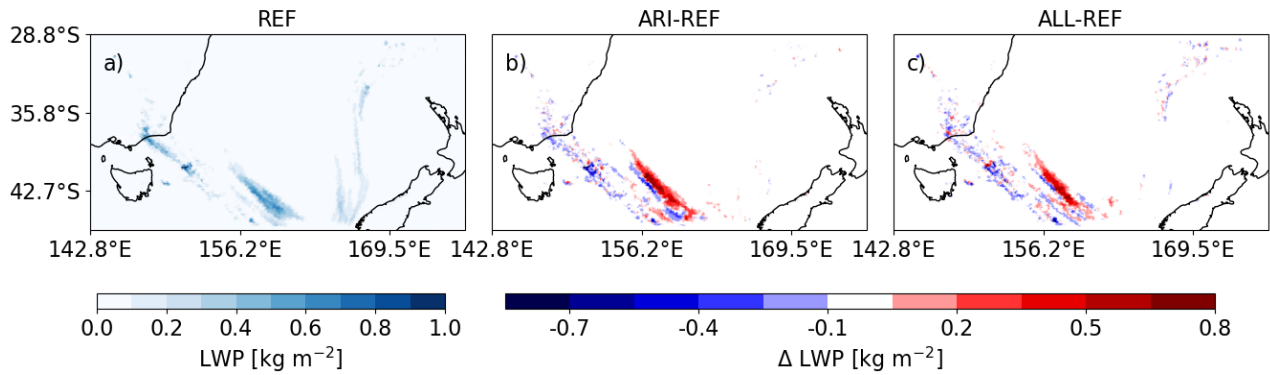 REF ARI-REF ALL-REF
28.8°S a) b) c)
35.8°S
42.7°S
142.8°E 156.2°E 169.5°E 142.8°E 156.2°E 169.5°E 142.8°E 156.2°E 169.5°E
0.0 0.2 0.4 0.6 0.8 1.0 -0.7 -0.4 -0.1 0.2 0.5 0.8
LWP [kg m⁻²] Δ LWP [kg m⁻²]